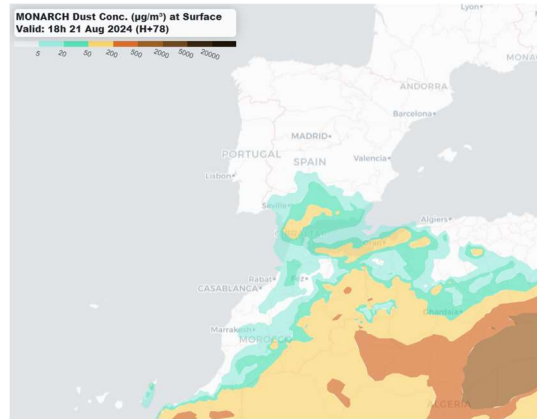 MONARCH Dust Conc. (µg/m³) at Surface
Valid: 18h 21 Aug 2024 (H+78)
5 20 50 200 500 2000 5000 20000
Lyon
MONA
ANDORRA
Barcelona
MADRID
PORTUGAL
SPAIN
Valencia
Lisbon
Sevilla
Algiers
Rabat
Fez
CASABLANCA
Ghardaia
Marrakesh
MOROCCO
ALGERIA